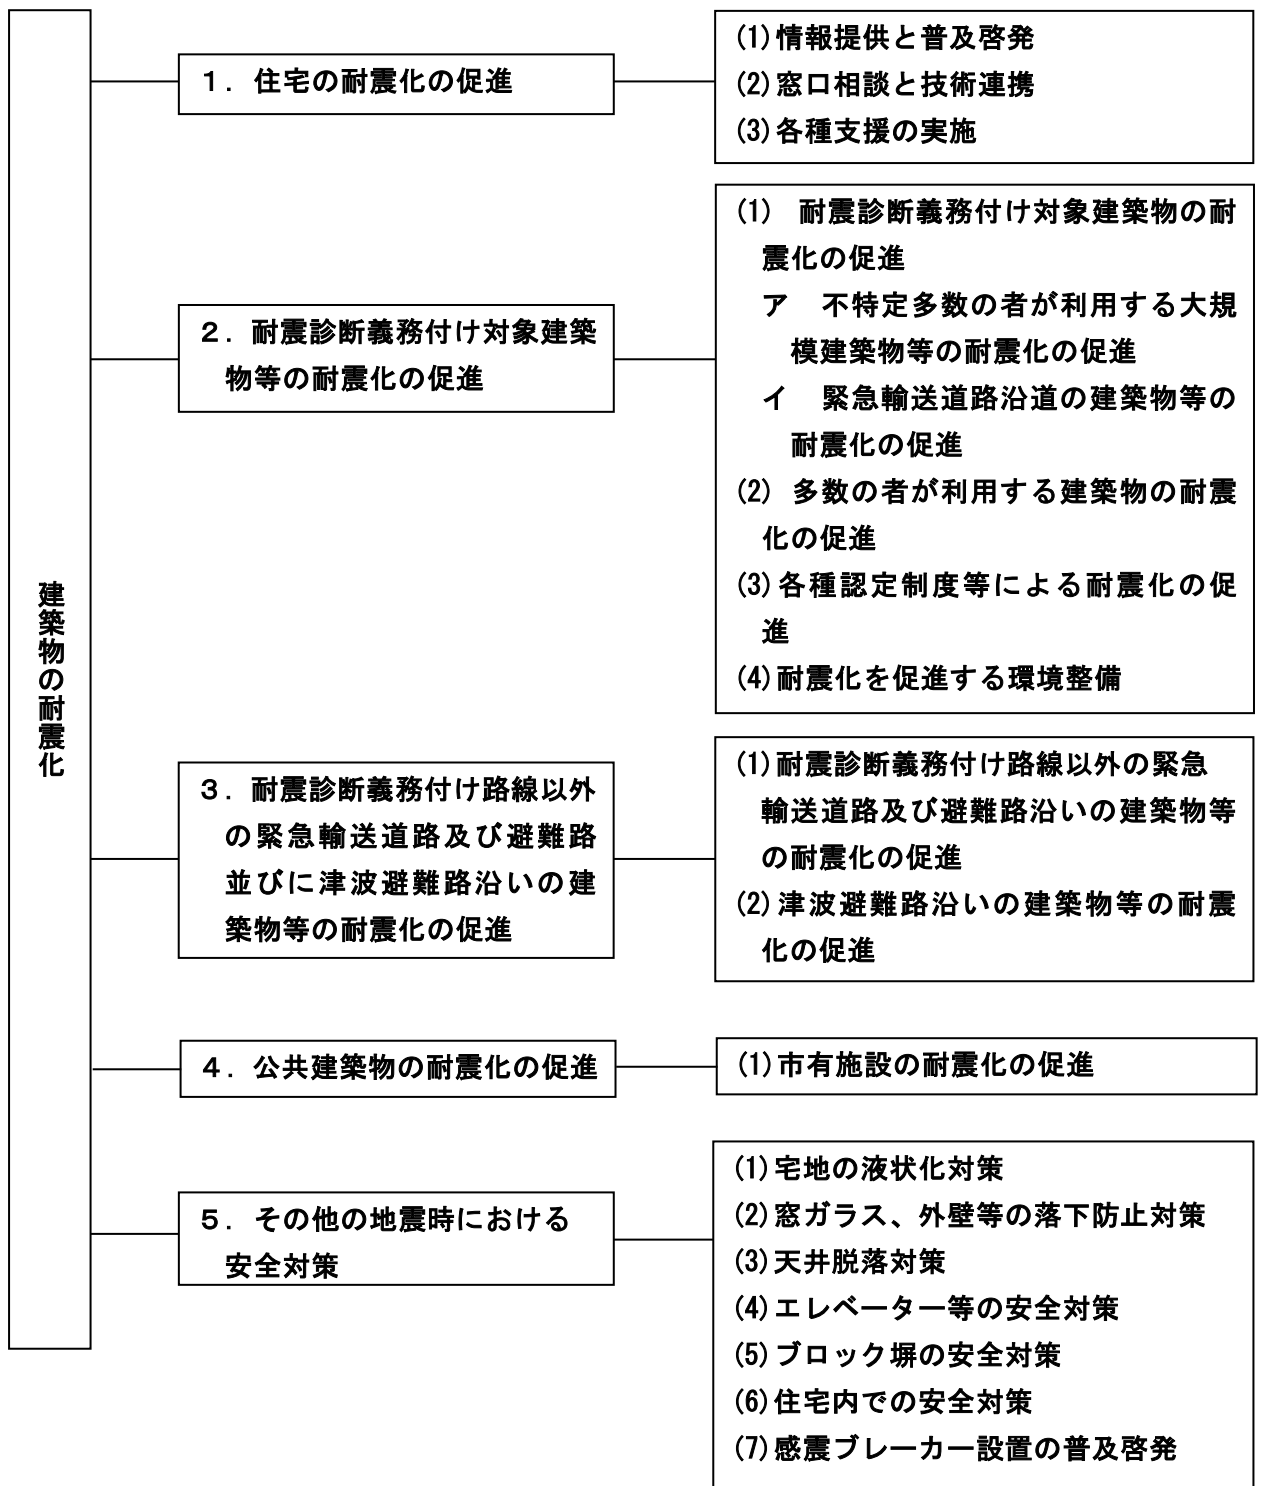 建築物の耐震化
１．住宅の耐震化の促進
(1)情報提供と普及啓発
(2)窓口相談と技術連携
(3)各種支援の実施
２．耐震診断義務付け対象建築
物等の耐震化の促進
(1)　耐震診断義務付け対象建築物の耐
震化の促進
ア　不特定多数の者が利用する大規
模建築物等の耐震化の促進
イ　緊急輸送道路沿道の建築物等の
耐震化の促進
(2) 多数の者が利用する建築物の耐震
化の促進
(3)各種認定制度等による耐震化の促
進
(4)耐震化を促進する環境整備
３．耐震診断義務付け路線以外
の緊急輸送道路及び避難路
並びに津波避難路沿いの建
築物等の耐震化の促進
(1)耐震診断義務付け路線以外の緊急
輸送道路及び避難路沿いの建築物等
の耐震化の促進
(2)津波避難路沿いの建築物等の耐震
化の促進
４．公共建築物の耐震化の促進
(1)市有施設の耐震化の促進
５．その他の地震時における
安全対策
(1)宅地の液状化対策
(2)窓ガラス、外壁等の落下防止対策
(3)天井脱落対策
(4)エレベーター等の安全対策
(5)ブロック塀の安全対策
(6)住宅内での安全対策
(7)感震ブレーカー設置の普及啓発